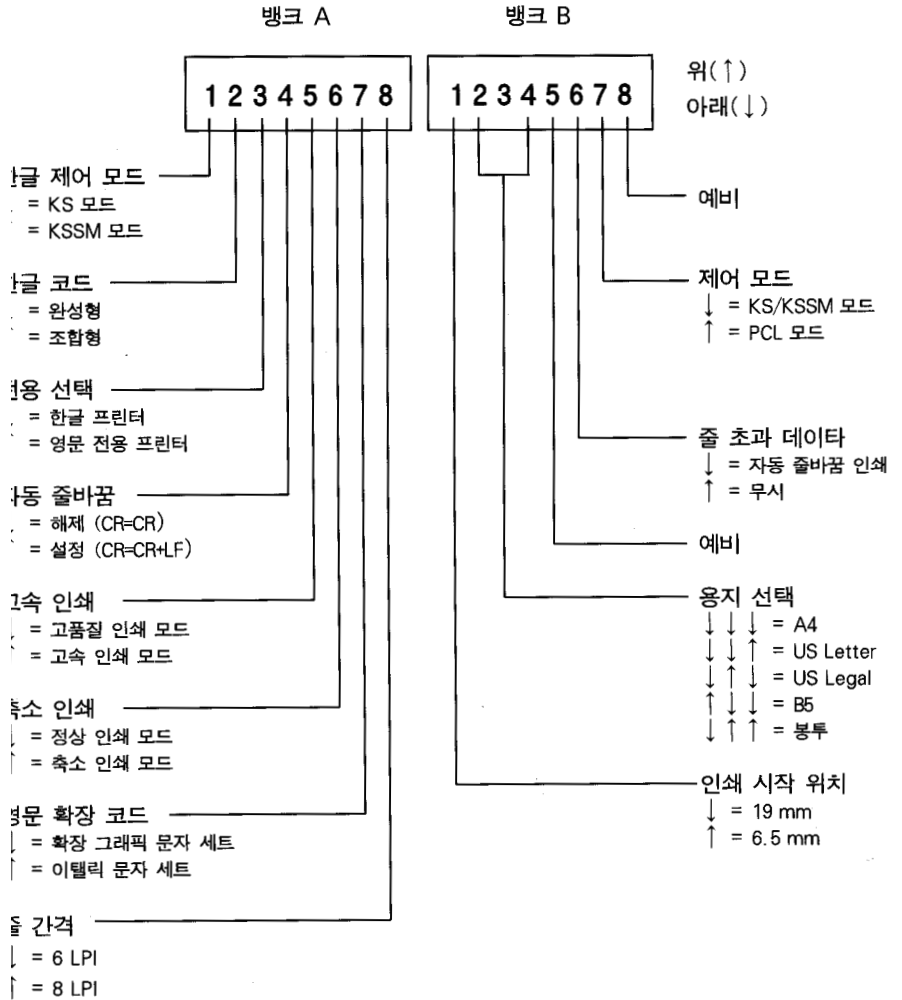 뱅크 A
1 2 3 4 5 6 7 8
한글 제어 모드
= KS 모드
= KSSM 모드
한글 코드
= 완성형
= 조합형
전용 선택
= 한글 프린터
= 영문 전용 프린터
자동 줄바꿈
= 해제 (CR=CR)
= 설정 (CR=CR+LF)
고속 인쇄
↓ = 고품질 인쇄 모드
↑ = 고속 인쇄 모드
축소 인쇄
↓ = 정상 인쇄 모드
↑ = 축소 인쇄 모드
영문 확장 코드
↓ = 확장 그래픽 문자 세트
↑ = 이탤릭 문자 세트
줄 간격
↓ = 6 LPI
↑ = 8 LPI
뱅크 B
1 2 3 4 5 6 7 8
위(↑)
아래(↓)
예비
제어 모드
↓ = KS/KSSM 모드
↑ = PCL 모드
줄 초과 데이타
↓ = 자동 줄바꿈 인쇄
↑ = 무시
예비
용지 선택
↓ ↓ ↓ = A4
↓ ↓ ↑ = US Letter
↓ ↑ ↓ = US Legal
↑ ↓ ↓ = B5
↓ ↑ ↑ = 봉투
인쇄 시작 위치
↓ = 19 mm
↑ = 6.5 mm